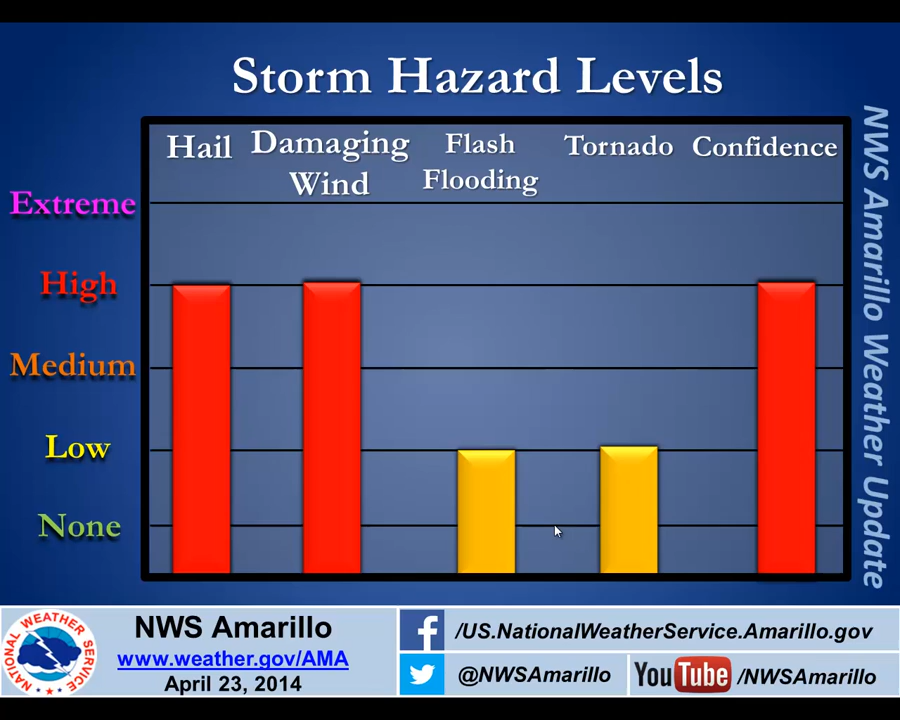 Storm Hazard Levels
Hail
Damaging
Wind
Flash
Flooding
Tornado
Confidence
Extreme
High
Medium
Low
None
NWS Amarillo Weather Update
NATIONAL WEATHER SERVICE
NWS Amarillo
www.weather.gov/AMA
April 23, 2014
f /US.NationalWeatherService.Amarillo.gov
@NWSAmarillo
YouTube /NWSAmarillo